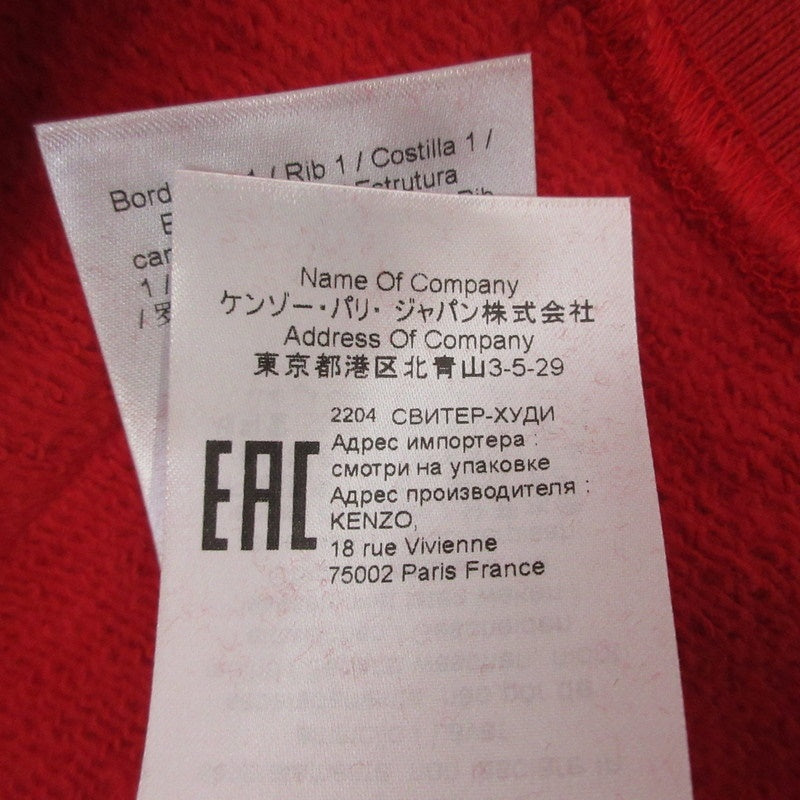 1 / Rib 1 / Costilla 1 /
Estrutura
Name Of Company
ケンゾー・パリ・ジャパン株式会社
Address Of Company
東京都港区北青山3-5-29
2204 СВИТЕР-ХУДИ
Адрес импортера :
смотри на упаковке
Адрес производителя :
KENZO,
18 rue Vivienne
75002 Paris France
EAC